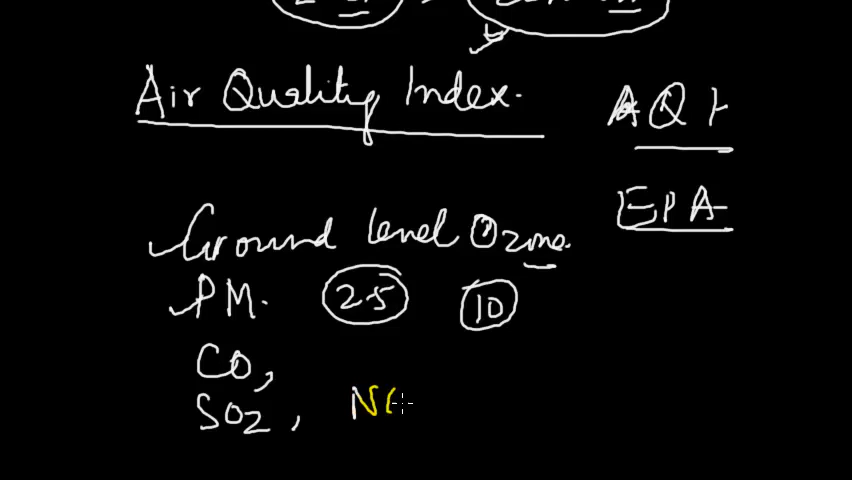 Air Quality Index.
AQI
EPA
Ground level Ozone.
PM. 2.5 10
CO,
SO2, N